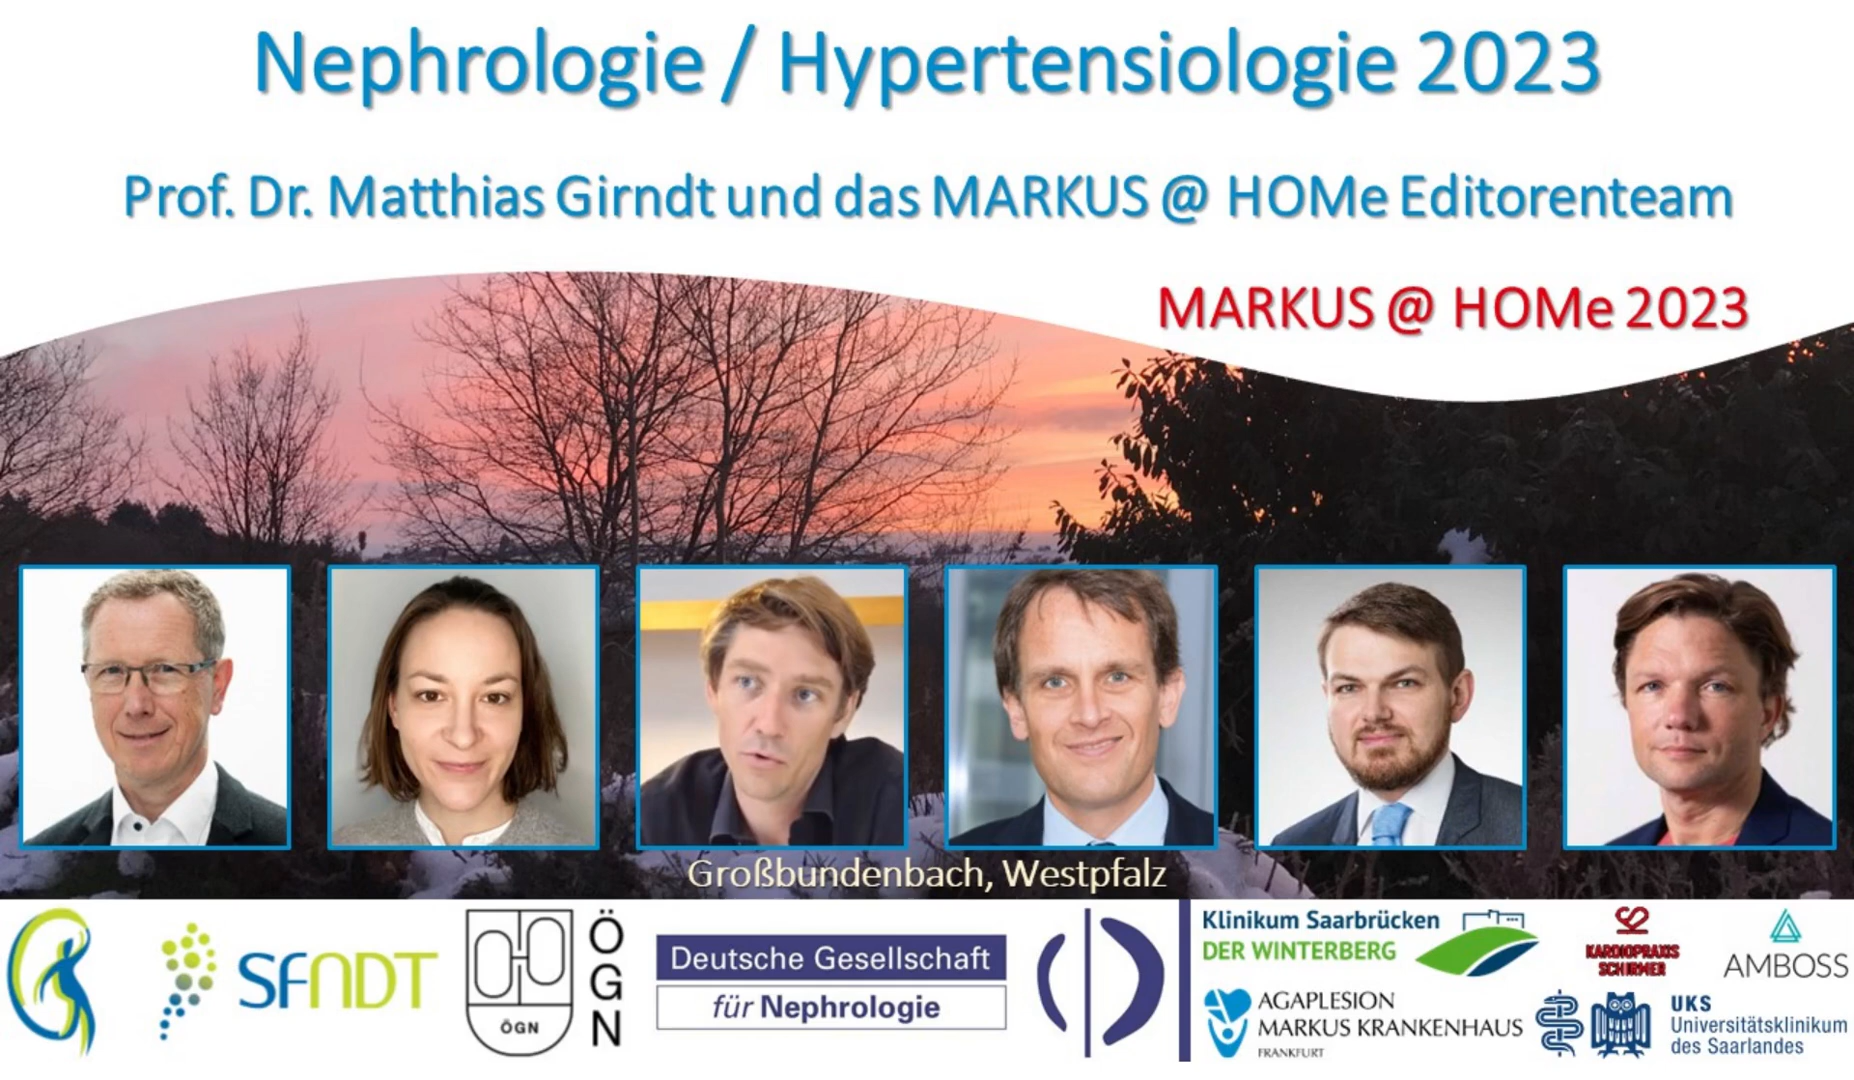 Nephrologie / Hypertensiologie 2023
Prof. Dr. Matthias Girndt und das MARKUS @ HOMe Editorenteam
MARKUS @ HOMe 2023
Großbundenbach, Westpfalz
SFNDT
ÖGN
ÖGN
Deutsche Gesellschaft
für Nephrologie
Klinikum Saarbrücken
DER WINTERBERG
KARDIOPRAXIS
SCHIRMER
AMBOSS
AGAPLESION
MARKUS KRANKENHAUS
FRANKFURT
UKS
Universitätsklinikum
des Saarlandes